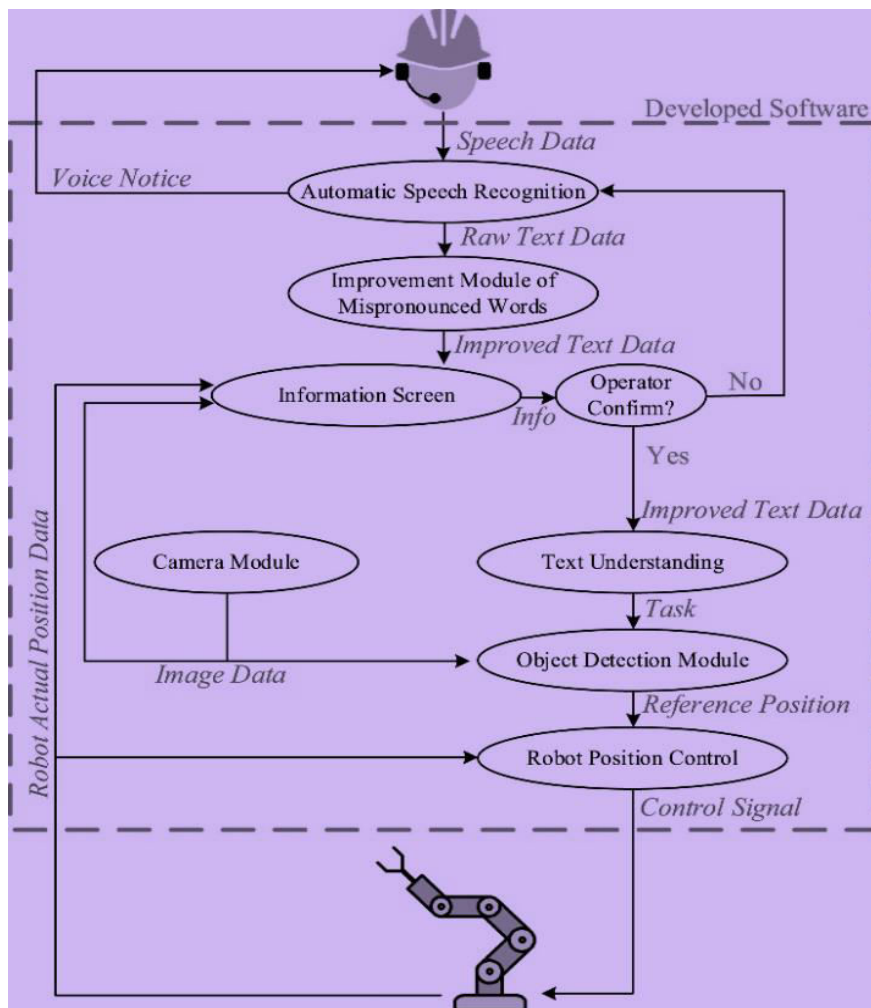 Developed Software
Speech Data
Voice Notice
Automatic Speech Recognition
Raw Text Data
Improvement Module of
Mispronounced Words
Improved Text Data
Information Screen
Info
Operator
Confirm?
No
Yes
Improved Text Data
Camera Module
Text Understanding
Task
Image Data
Object Detection Module
Reference Position
Robot Actual Position Data
Robot Position Control
Control Signal